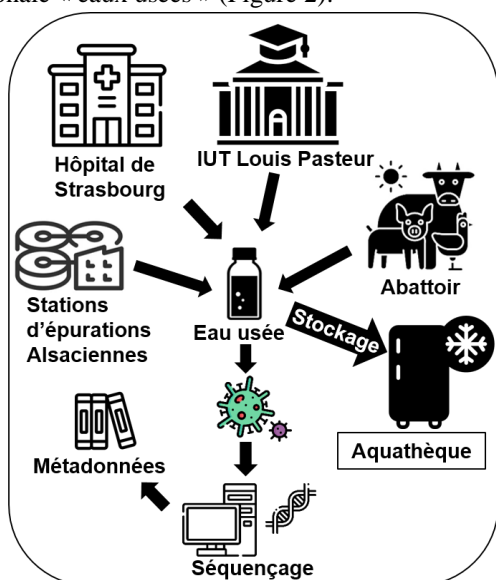 « eaux usées » (Figure 2).
Hôpital de
Strasbourg
IUT Louis Pasteur
Abattoir
Stations
d'épurations
Alsaciennes
Eau usée
Stockage
Aquathèque
Métadonnées
Séquençage